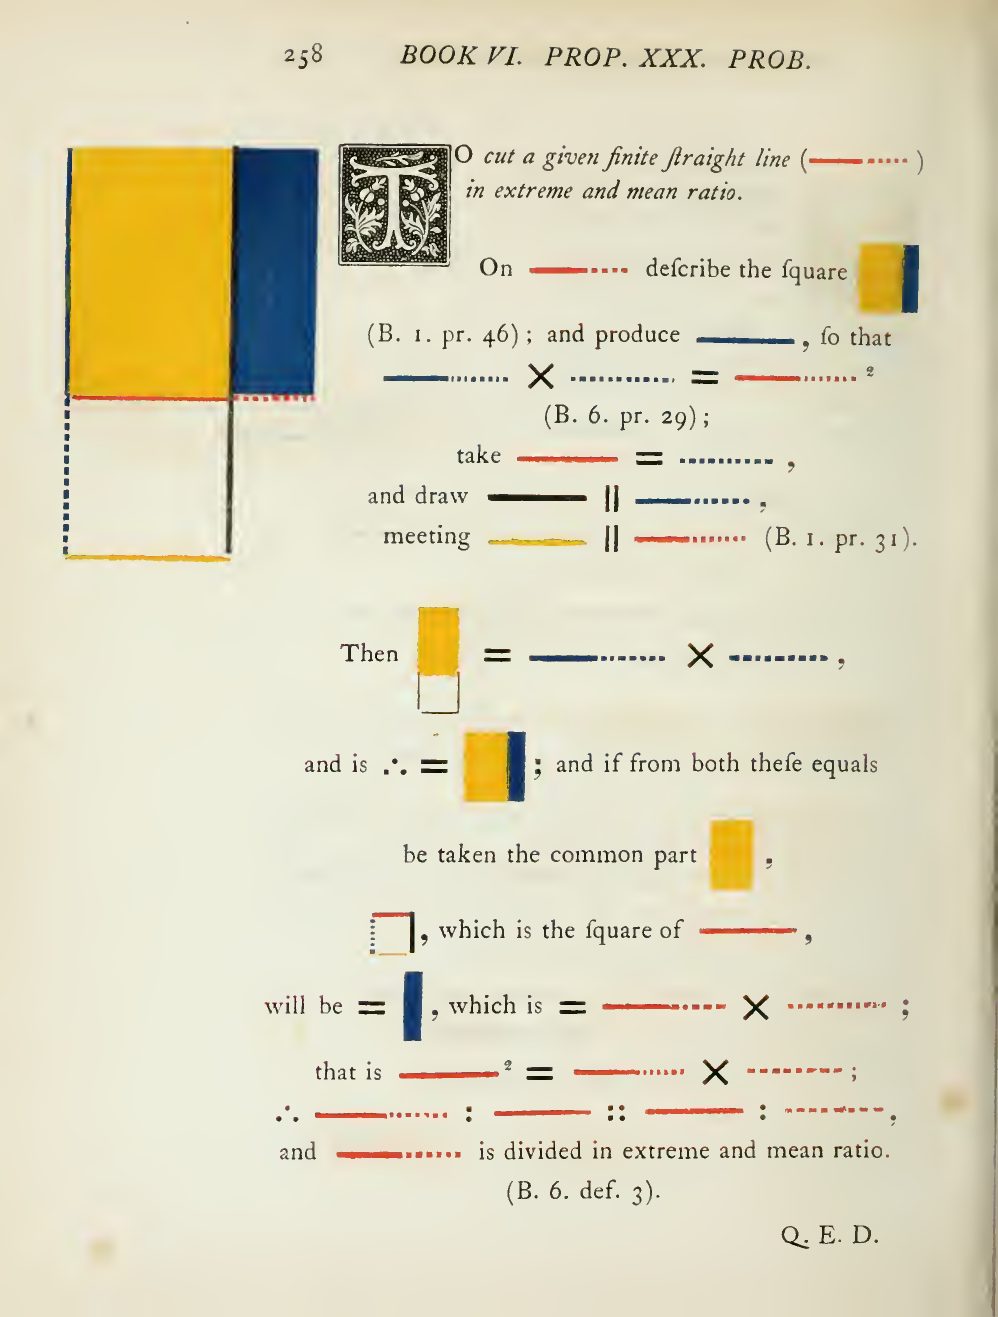 258 BOOK VI. PROP. XXX. PROB.
TO cut a given finite ſtraight line ( )
in extreme and mean ratio.
On deſcribe the ſquare
(B. 1. pr. 46) ; and produce , ſo that
× = ²
(B. 6. pr. 29) ;
take = ,
and draw || ,
meeting || (B. 1. pr. 31).
Then = × ,
and is ∴ = ; and if from both theſe equals
be taken the common part ,
, which is the ſquare of ,
will be = , which is = × ;
that is ² = × ;
∴ : :: : .
and is divided in extreme and mean ratio.
(B. 6. def. 3).
Q. E. D.